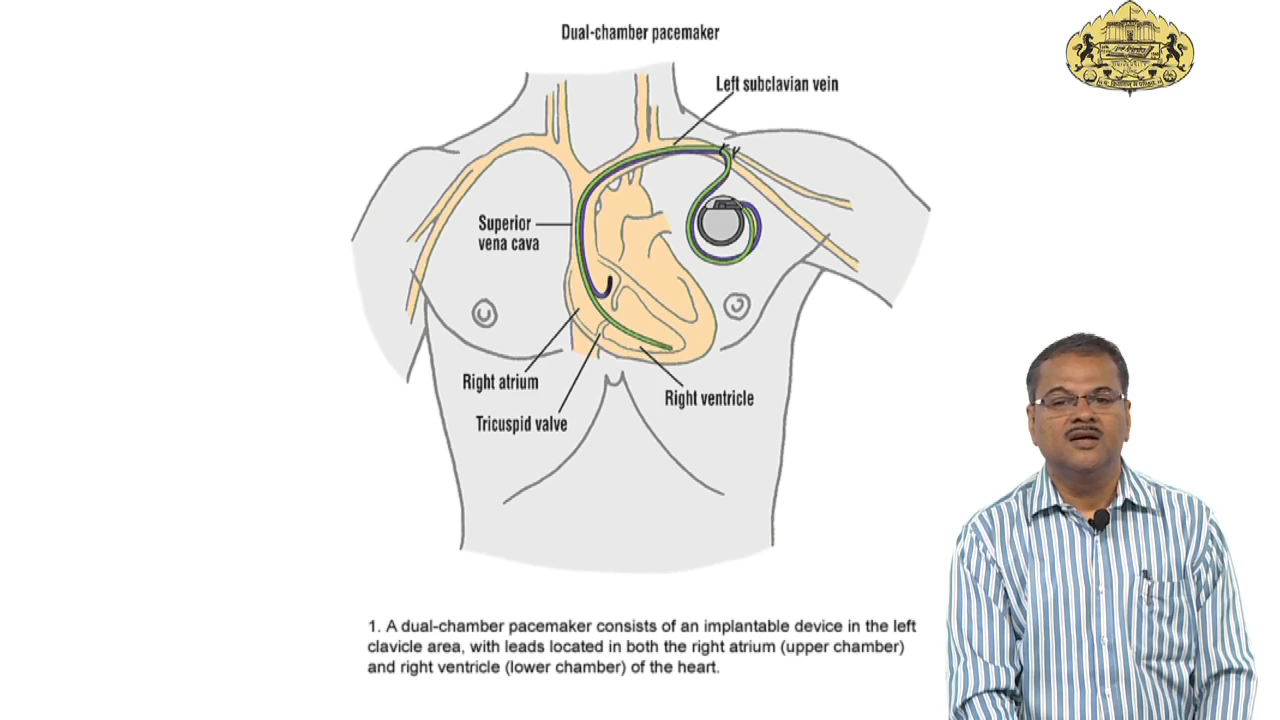 Dual-chamber pacemaker
Left subclavian vein
Superior
vena cava
Right atrium
Right ventricle
Tricuspid valve
1. A dual-chamber pacemaker consists of an implantable device in the left
clavicle area, with leads located in both the right atrium (upper chamber)
and right ventricle (lower chamber) of the heart.